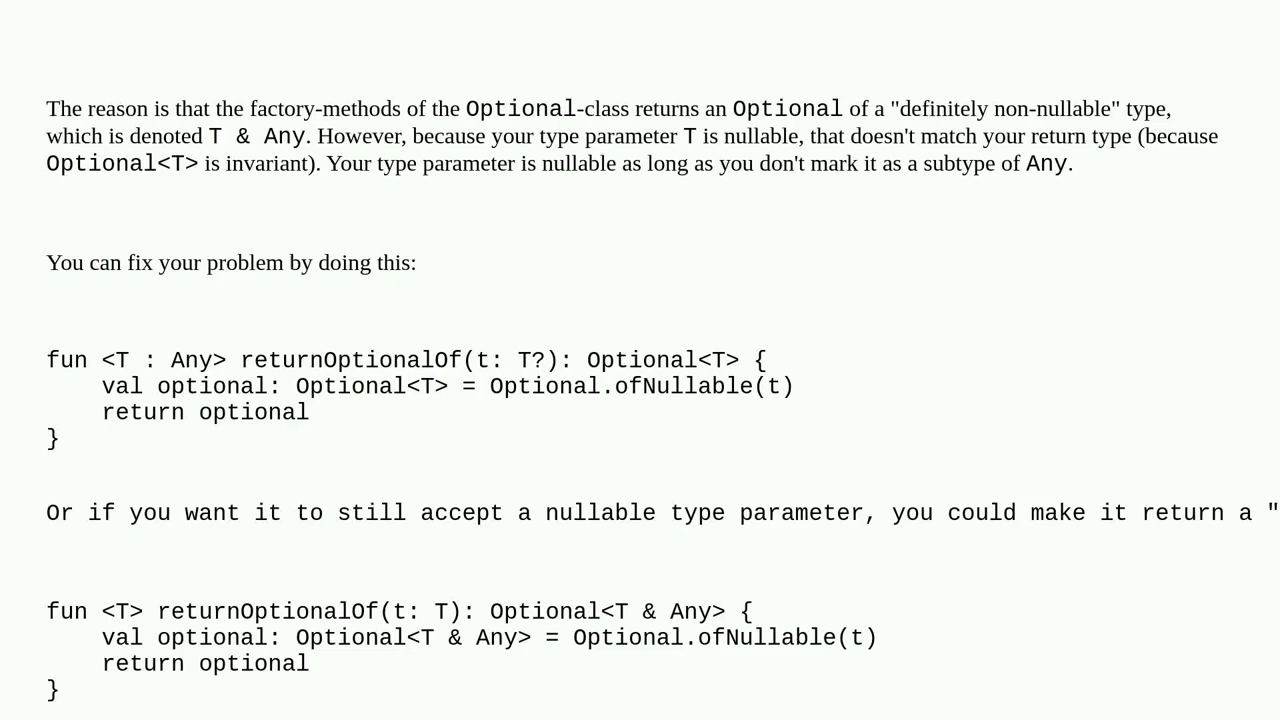 The reason is that the factory-methods of the Optional-class returns an Optional of a "definitely non-nullable" type,
which is denoted T & Any. However, because your type parameter T is nullable, that doesn't match your return type (because
Optional<T> is invariant). Your type parameter is nullable as long as you don't mark it as a subtype of Any.
You can fix your problem by doing this:
fun <T : Any> returnOptionalOf(t: T?): Optional<T> {
    val optional: Optional<T> = Optional.ofNullable(t)
    return optional
}
Or if you want it to still accept a nullable type parameter, you could make it return a "
fun <T> returnOptionalOf(t: T): Optional<T & Any> {
    val optional: Optional<T & Any> = Optional.ofNullable(t)
    return optional
}